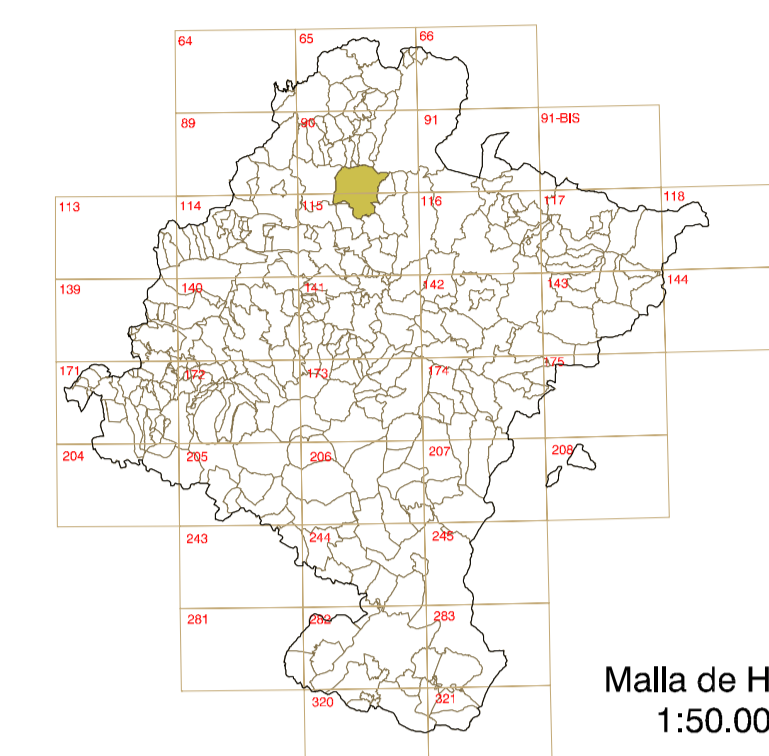 64 65 66
89 90 91 91-BIS
113 114 115 116 117 118
139 140 141 142 143 144
171 172 173 174 175
204 205 206 207 208
243 244 245
281 282 283
320 321
Malla de H
1:50.00